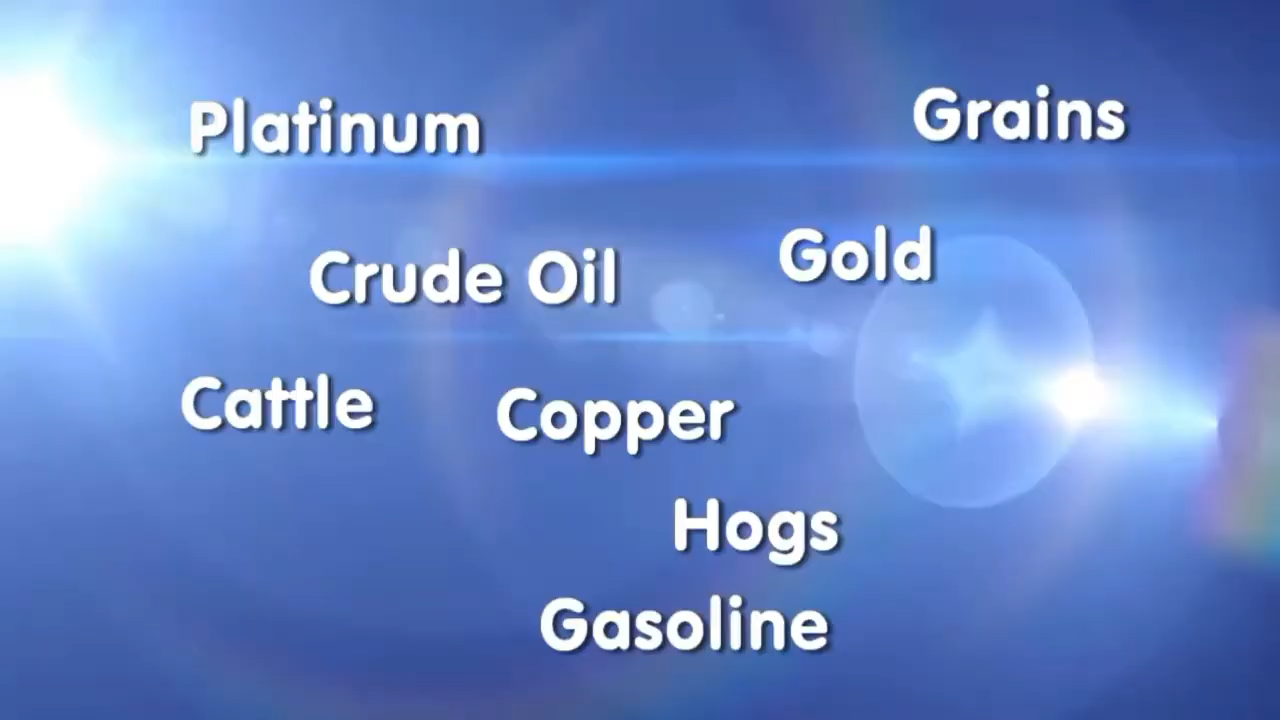 Platinum
Grains
Crude Oil
Gold
Cattle
Copper
Hogs
Gasoline